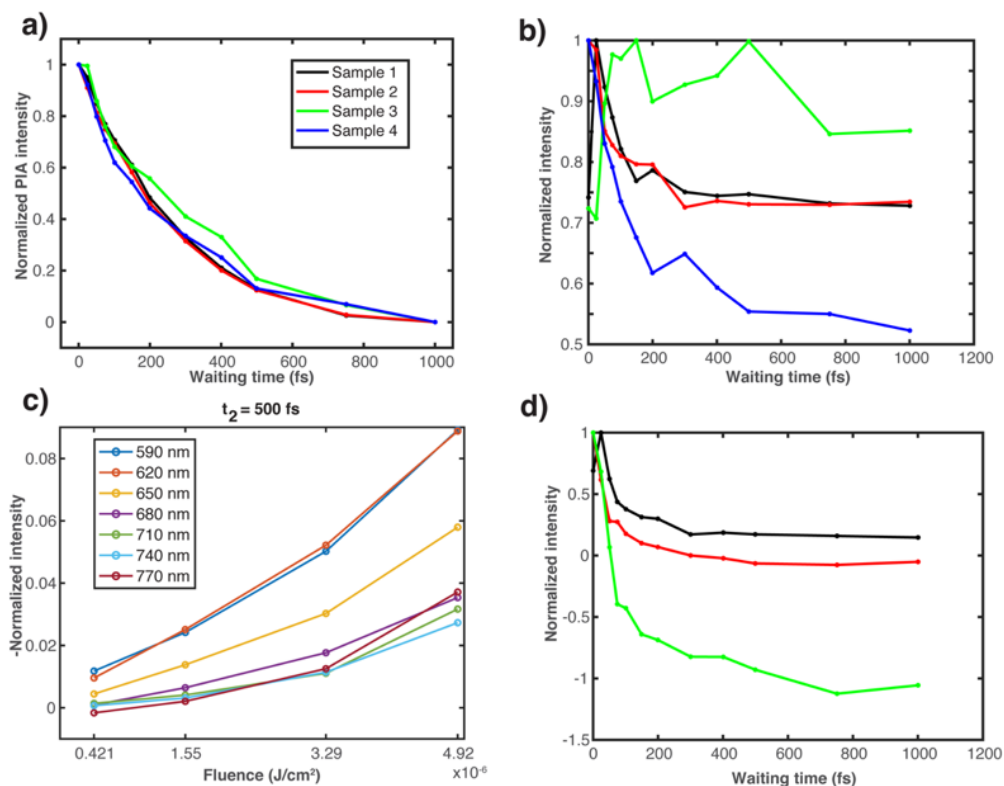 a)
Normalized PIA intensity
1
0.8
0.6
0.4
0.2
0
0 200 400 600 800 1000
Waiting time (fs)
Sample 1
Sample 2
Sample 3
Sample 4
b)
Normalized intensity
1
0.9
0.8
0.7
0.6
0.5
0 200 400 600 800 1000 1200
Waiting time (fs)
c)
t2 = 500 fs
-Normalized intensity
0.08
0.06
0.04
0.02
0
590 nm
620 nm
650 nm
680 nm
710 nm
740 nm
770 nm
0.421 1.55 3.29 4.92
x10-6
Fluence (J/cm²)
d)
Normalized intensity
1
0.5
0
-0.5
-1
-1.5
0 200 400 600 800 1000 1200
Waiting time (fs)